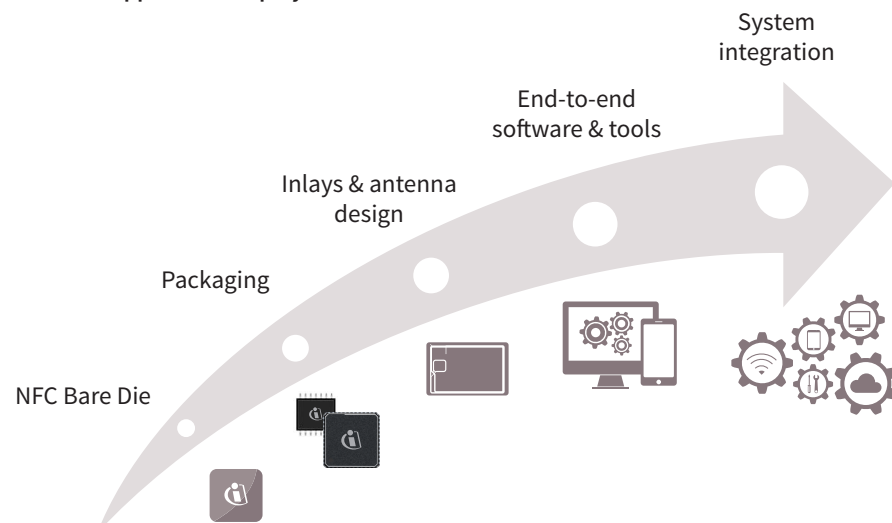 System
integration
End-to-end
software & tools
Inlays & antenna
design
Packaging
NFC Bare Die